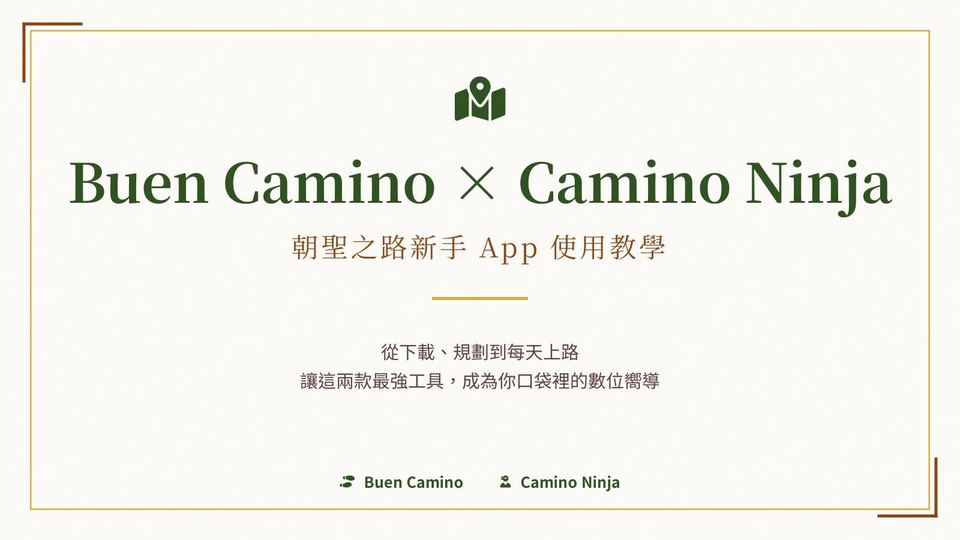 Buen Camino × Camino Ninja
朝聖之路新手 App 使用教學
從下載、規劃到每天上路
讓這兩款最強工具，成為你口袋裡的數位嚮導
Buen Camino
Camino Ninja